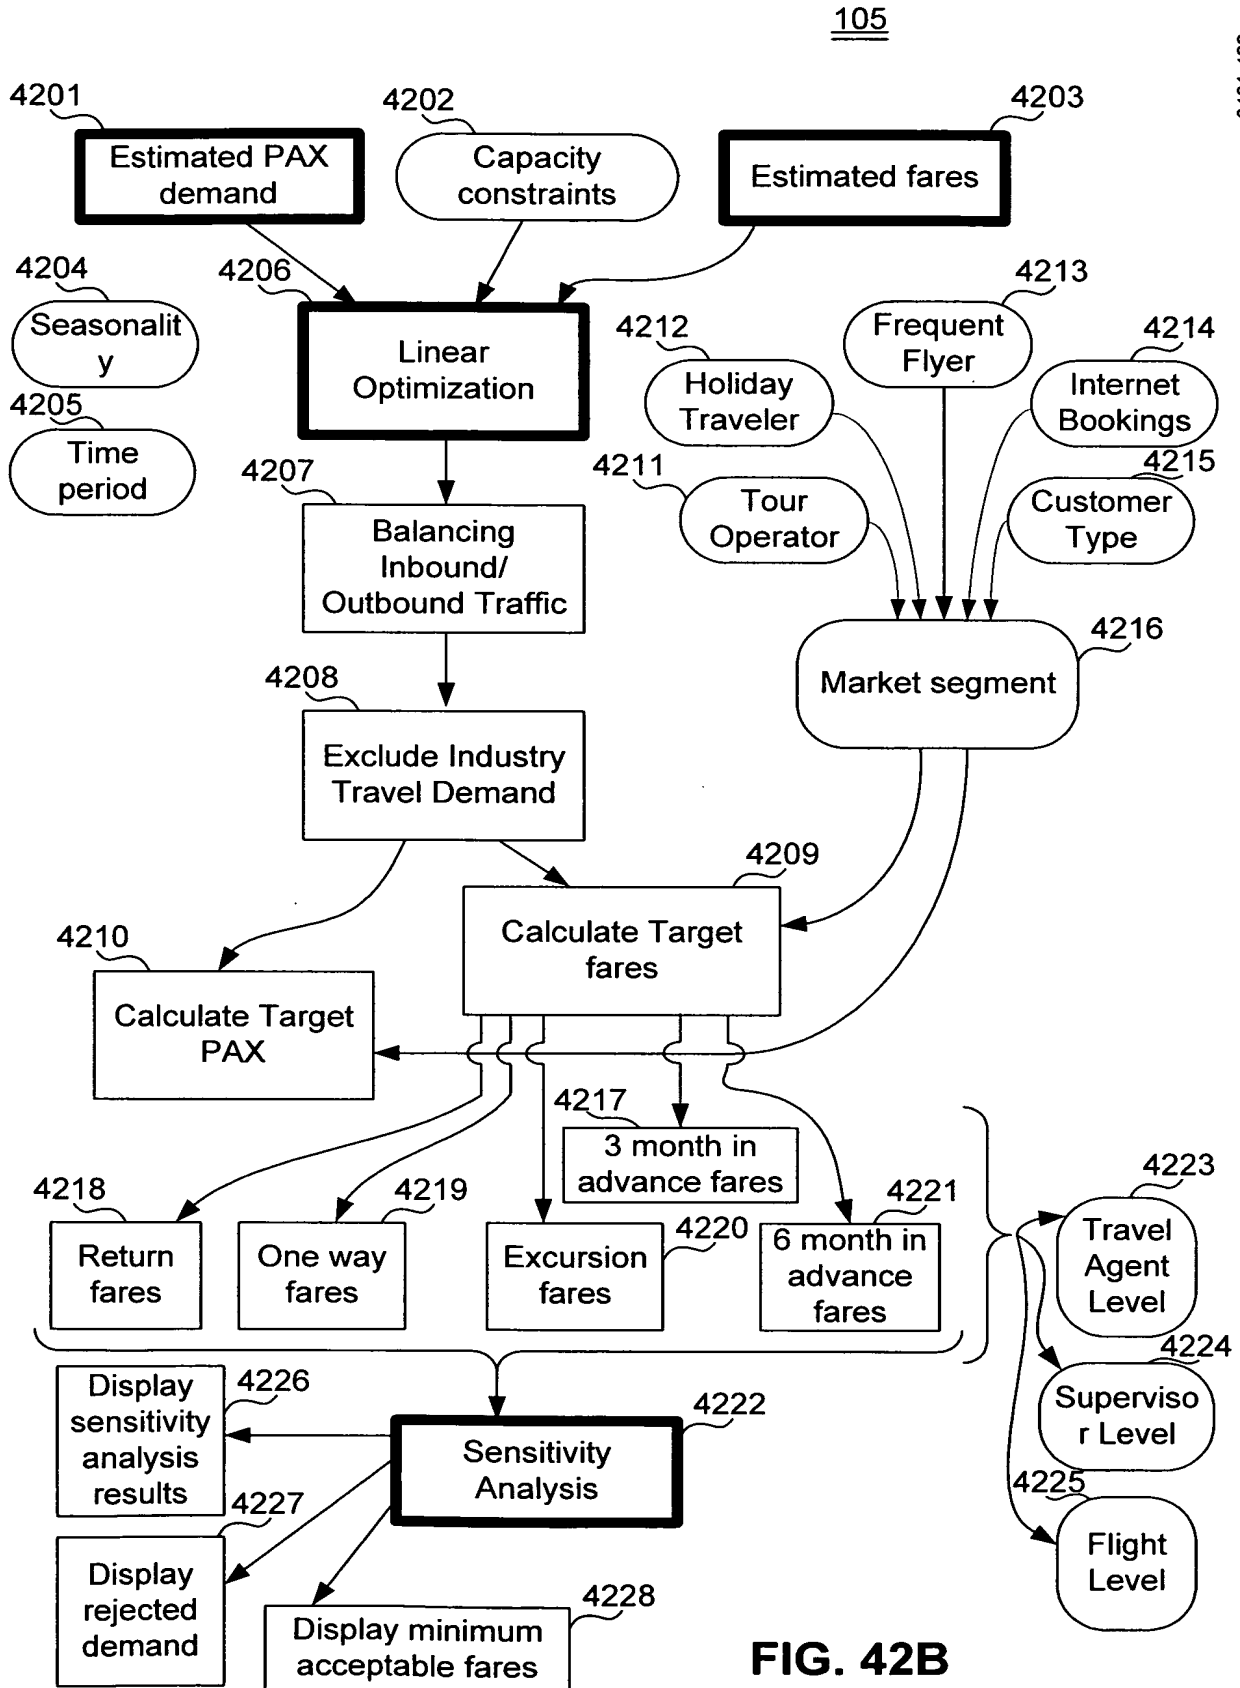 105
4201
Estimated PAX
demand
4202
Capacity
constraints
4203
Estimated fares
4204
Seasonalit
y
4205
Time
period
4206
Linear
Optimization
4213
Frequent
Flyer
4212
Holiday
Traveler
4214
Internet
Bookings
4211
Tour
Operator
4215
Customer
Type
4207
Balancing
Inbound/
Outbound Traffic
4216
Market segment
4208
Exclude Industry
Travel Demand
4209
Calculate Target
fares
4210
Calculate Target
PAX
4217
3 month in
advance fares
4218
Return
fares
4219
One way
fares
4220
Excursion
fares
4221
6 month in
advance
fares
4223
Travel
Agent
Level
4224
Superviso
r Level
4225
Flight
Level
4226
Display
sensitivity
analysis
results
4222
Sensitivity
Analysis
4227
Display
rejected
demand
4228
Display minimum
acceptable fares
FIG. 42B